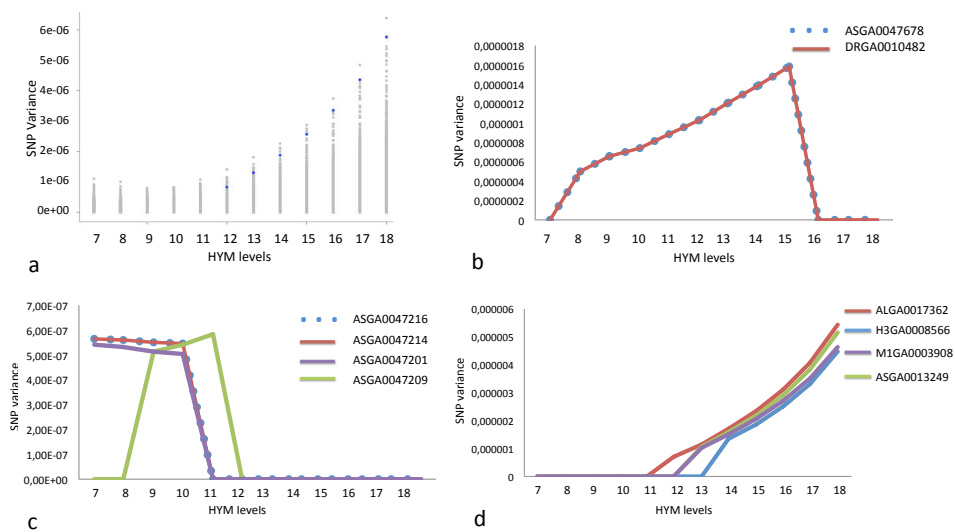 6e-06
4e-06
2e-06
1e-06
0e+00
SNP Variance
7 8 9 10 11 12 13 14 15 16 17 18
HYM levels
a
ASGA0047678
DRGA0010482
0,0000018
0,0000016
0,0000014
0,0000012
0,000001
0,0000008
0,0000006
0,0000004
0,0000002
0
SNP variance
7 8 9 10 11 12 13 14 15 16 17 18
HYM levels
b
7,00E-07
6,00E-07
5,00E-07
4,00E-07
3,00E-07
2,00E-07
1,00E-07
0,00E+00
SNP variance
7 8 9 10 11 12 13 14 15 16 17 18
HYM levels
ASGA0047216
ASGA0047214
ASGA0047201
ASGA0047209
c
0,000006
0,000005
0,000004
0,000003
0,000002
0,000001
0
SNP variance
7 8 9 10 11 12 13 14 15 16 17 18
HYM levels
ALGA0017362
H3GA0008566
M1GA0003908
ASGA0013249
d